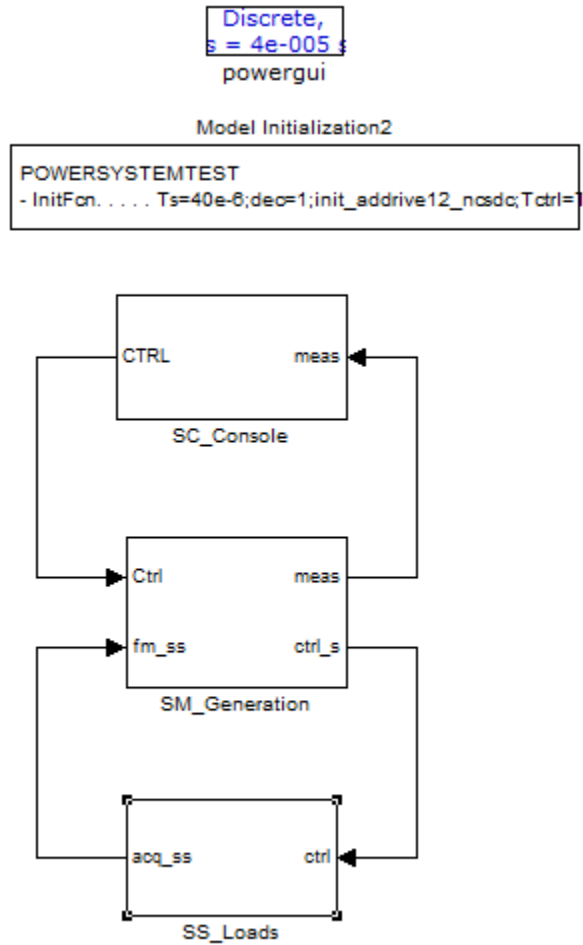 Discrete,
s = 4e-005 s
powergui
Model Initialization2
POWERSYSTEMTEST
- InitFcn. . . . . Ts=40e-6;dec=1;init_addrive12_ncsdc;Tctrl=
CTRL
meas
SC_Console
Ctrl
meas
fm_ss
ctrl_s
SM_Generation
acq_ss
ctrl
SS_Loads